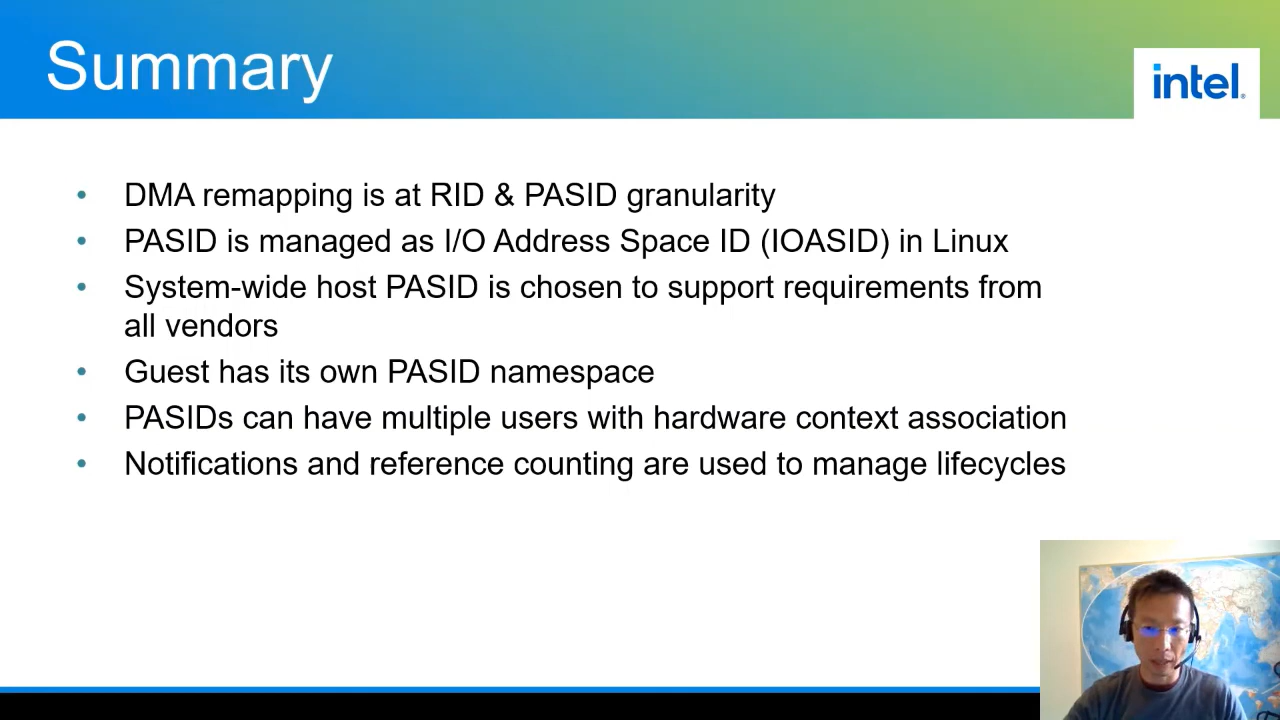 Summary
intel.
• DMA remapping is at RID & PASID granularity
• PASID is managed as I/O Address Space ID (IOASID) in Linux
• System-wide host PASID is chosen to support requirements from
all vendors
• Guest has its own PASID namespace
• PASIDs can have multiple users with hardware context association
• Notifications and reference counting are used to manage lifecycles